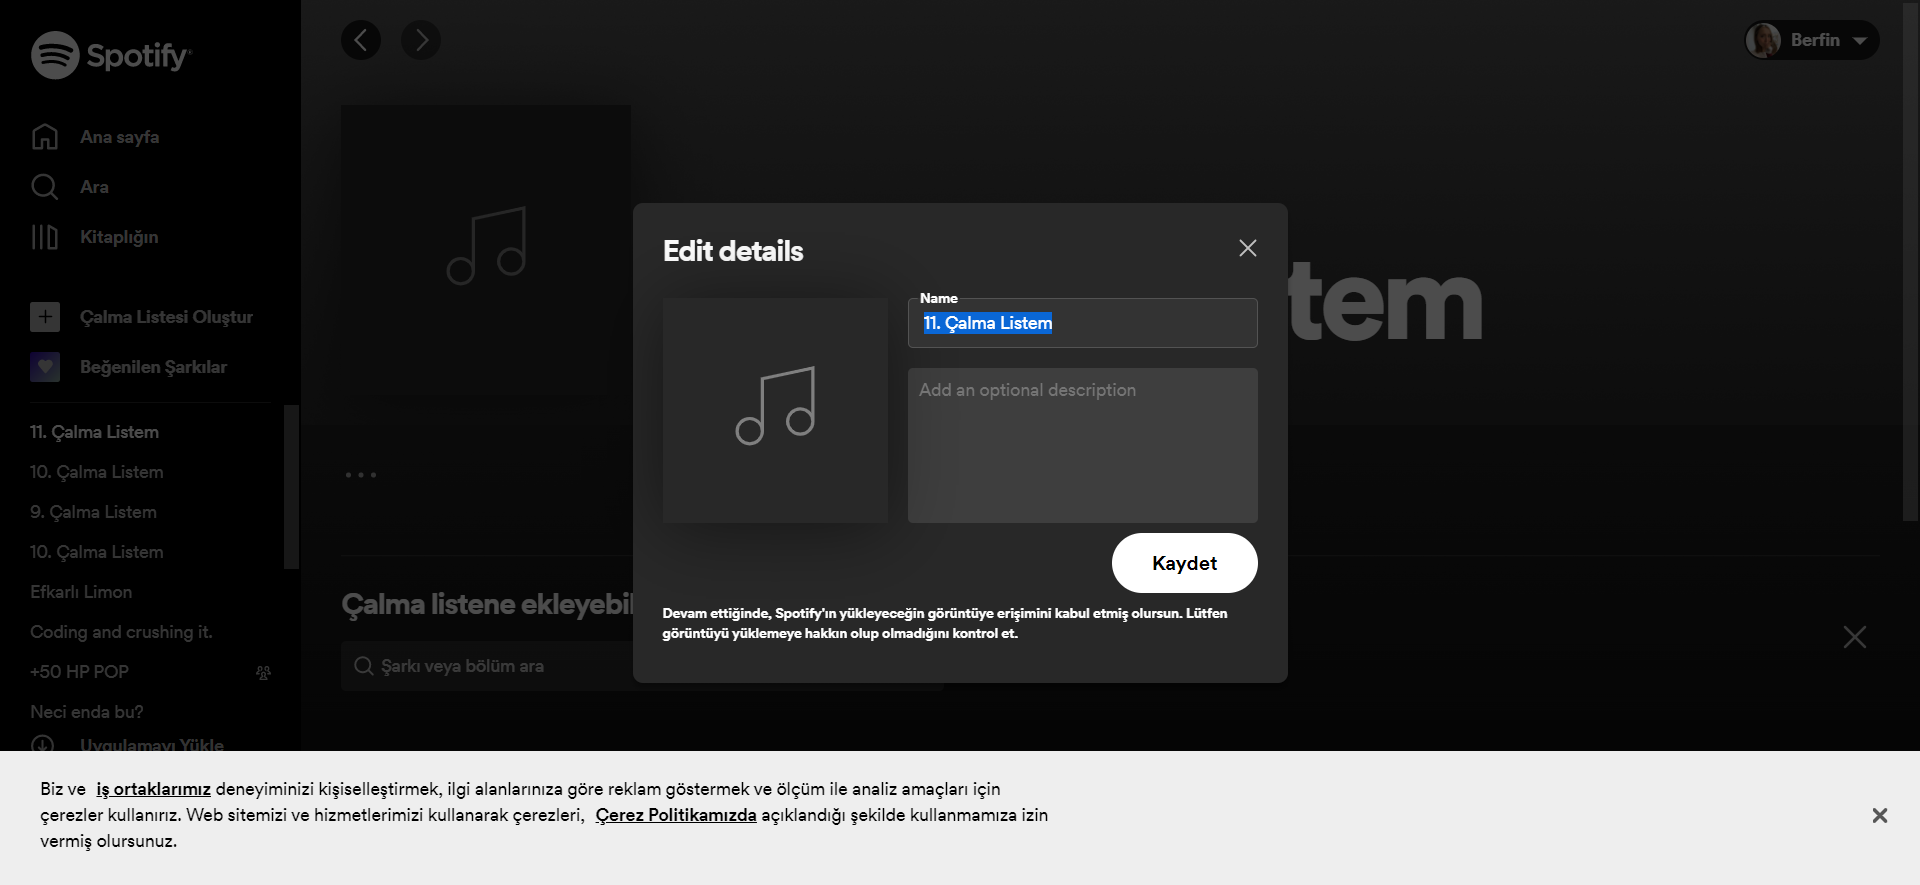 Spotify
Ana sayfa
Ara
Kitaplığın
Çalma Listesi Oluştur
Beğenilen Şarkılar
11. Çalma Listem
10. Çalma Listem
9. Çalma Listem
10. Çalma Listem
Efkarlı Limon
Coding and crushing it.
+50 HP POP
Neci enda bu?
Uygulamayı Yükle
Berfin
tem
Çalma listene ekleyebil
Şarkı veya bölüm ara
Edit details
Name
11. Çalma Listem
Add an optional description
Kaydet
Devam ettiğinde, Spotify'ın yükleyeceğin görüntüye erişimini kabul etmiş olursun. Lütfen
görüntüyü yüklemeye hakkın olup olmadığını kontrol et.
Biz ve iş ortaklarımız deneyiminizi kişiselleştirmek, ilgi alanlarınıza göre reklam göstermek ve ölçüm ile analiz amaçları için
çerezler kullanırız. Web sitemizi ve hizmetlerimizi kullanarak çerezleri, Çerez Politikamızda açıklandığı şekilde kullanmamıza izin
vermiş olursunuz.